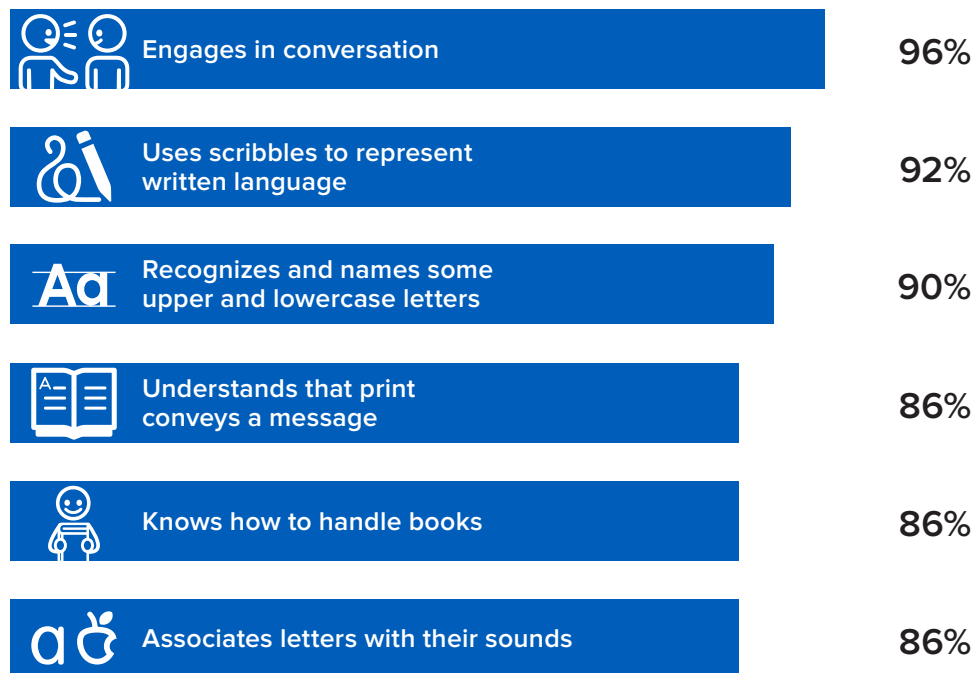 Engages in conversation 96%
Uses scribbles to represent
written language 92%
Aa Recognizes and names some
upper and lowercase letters 90%
A Understands that print
conveys a message 86%
Knows how to handle books 86%
a Associates letters with their sounds 86%